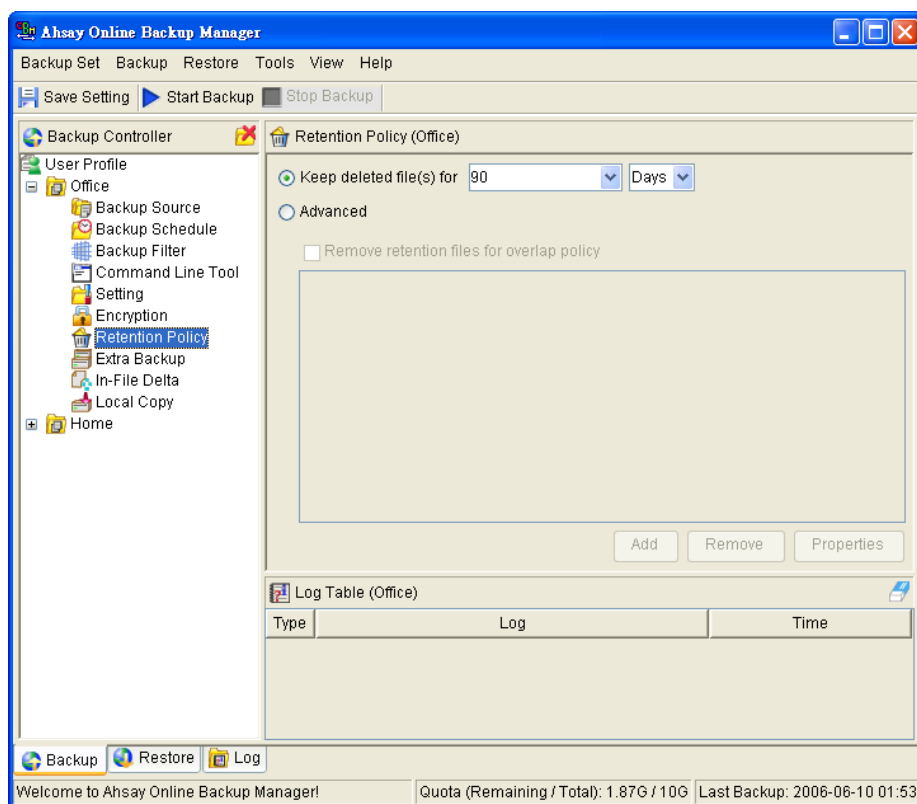 Ahsay Online Backup Manager
Backup Set Backup Restore Tools View Help
Save Setting Start Backup Stop Backup
Backup Controller
User Profile
Office
Backup Source
Backup Schedule
Backup Filter
Command Line Tool
Setting
Encryption
Retention Policy
Extra Backup
In-File Delta
Local Copy
Home
Retention Policy (Office)
Keep deleted file(s) for 90 Days
Advanced
Remove retention files for overlap policy
Add Remove Properties
Log Table (Office)
Type Log Time
Backup Restore Log
Welcome to Ahsay Online Backup Manager! Quota (Remaining / Total): 1.87G / 10G Last Backup: 2006-06-10 01:53